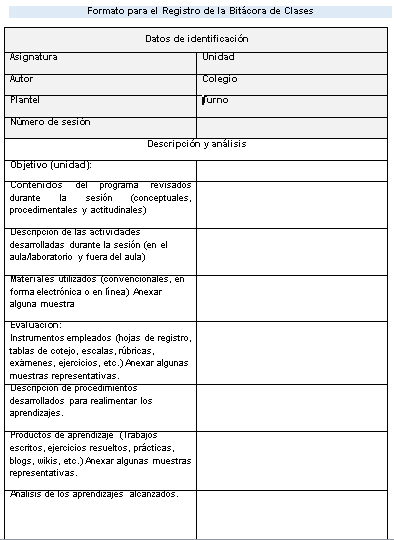 Formato para el Registro de la Bitácora de Clases
Datos de identificación
Asignatura
Unidad
Autor
Colegio
Plantel
Turno
Número de sesión
Descripción y análisis
Objetivo (unidad):
Contenidos del programa revisados
durante la sesión (conceptuales,
procedimentales y actitudinales)
Descripción de las actividades
desarrolladas durante la sesión (en el
aula/laboratorio y fuera del aula)
Materiales utilizados (convencionales, en
forma electrónica o en línea) Anexar
alguna muestra
Evaluación:
Instrumentos empleados (hojas de registro,
tablas de cotejo, escalas, rúbricas,
exámenes, ejercicios, etc.) Anexar algunas
muestras representativas.
Descripción de procedimientos
desarrollados para realimentar los
aprendizajes.
Productos de aprendizaje (Trabajos
escritos, ejercicios resueltos, prácticas,
blogs, wikis, etc.) Anexar algunas muestras
representativas.
Análisis de los aprendizajes alcanzados.